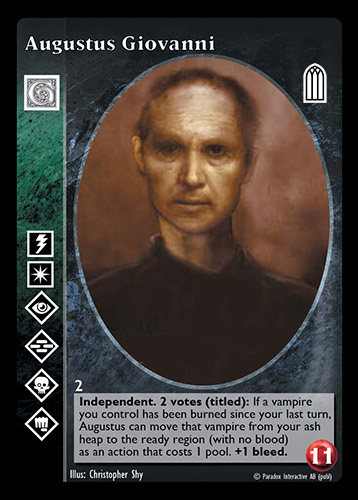 Augustus Giovanni
G
2
Independent. 2 votes (titled): If a vampire
you control has been burned since your last turn,
Augustus can move that vampire from your ash
heap to the ready region (with no blood)
as an action that costs 1 pool. +1 bleed.
11
Illus: Christopher Shy
© Paradox Interactive AB (publ)